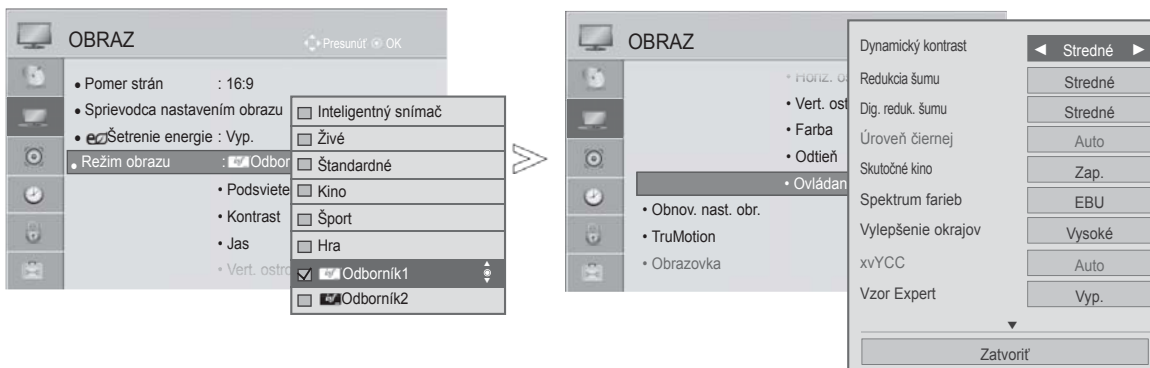 OBRAZ
Presunúť OK
• Pomer strán : 16:9
• Sprievodca nastavením obrazu
• Šetrenie energie : Vyp.
• Režim obrazu : Odbor
• Podsviete
• Kontrast
• Jas
• Vert. ostro
Inteligentný snímač
Živé
Štandardné
Kino
Šport
Hra
Odborník1
Odborník2
OBRAZ
• Horiz. os
• Vert. ost
• Farba
• Odtieň
• Ovládan
• Obnov. nast. obr.
• TruMotion
• Obrazovka
Dynamický kontrast ◄ Stredné ►
Redukcia šumu Stredné
Dig. reduk. šumu Stredné
Úroveň čiernej Auto
Skutočné kino Zap.
Spektrum farieb EBU
Vylepšenie okrajov Vysoké
xvYCC Auto
Vzor Expert Vyp.
▼
Zatvoriť